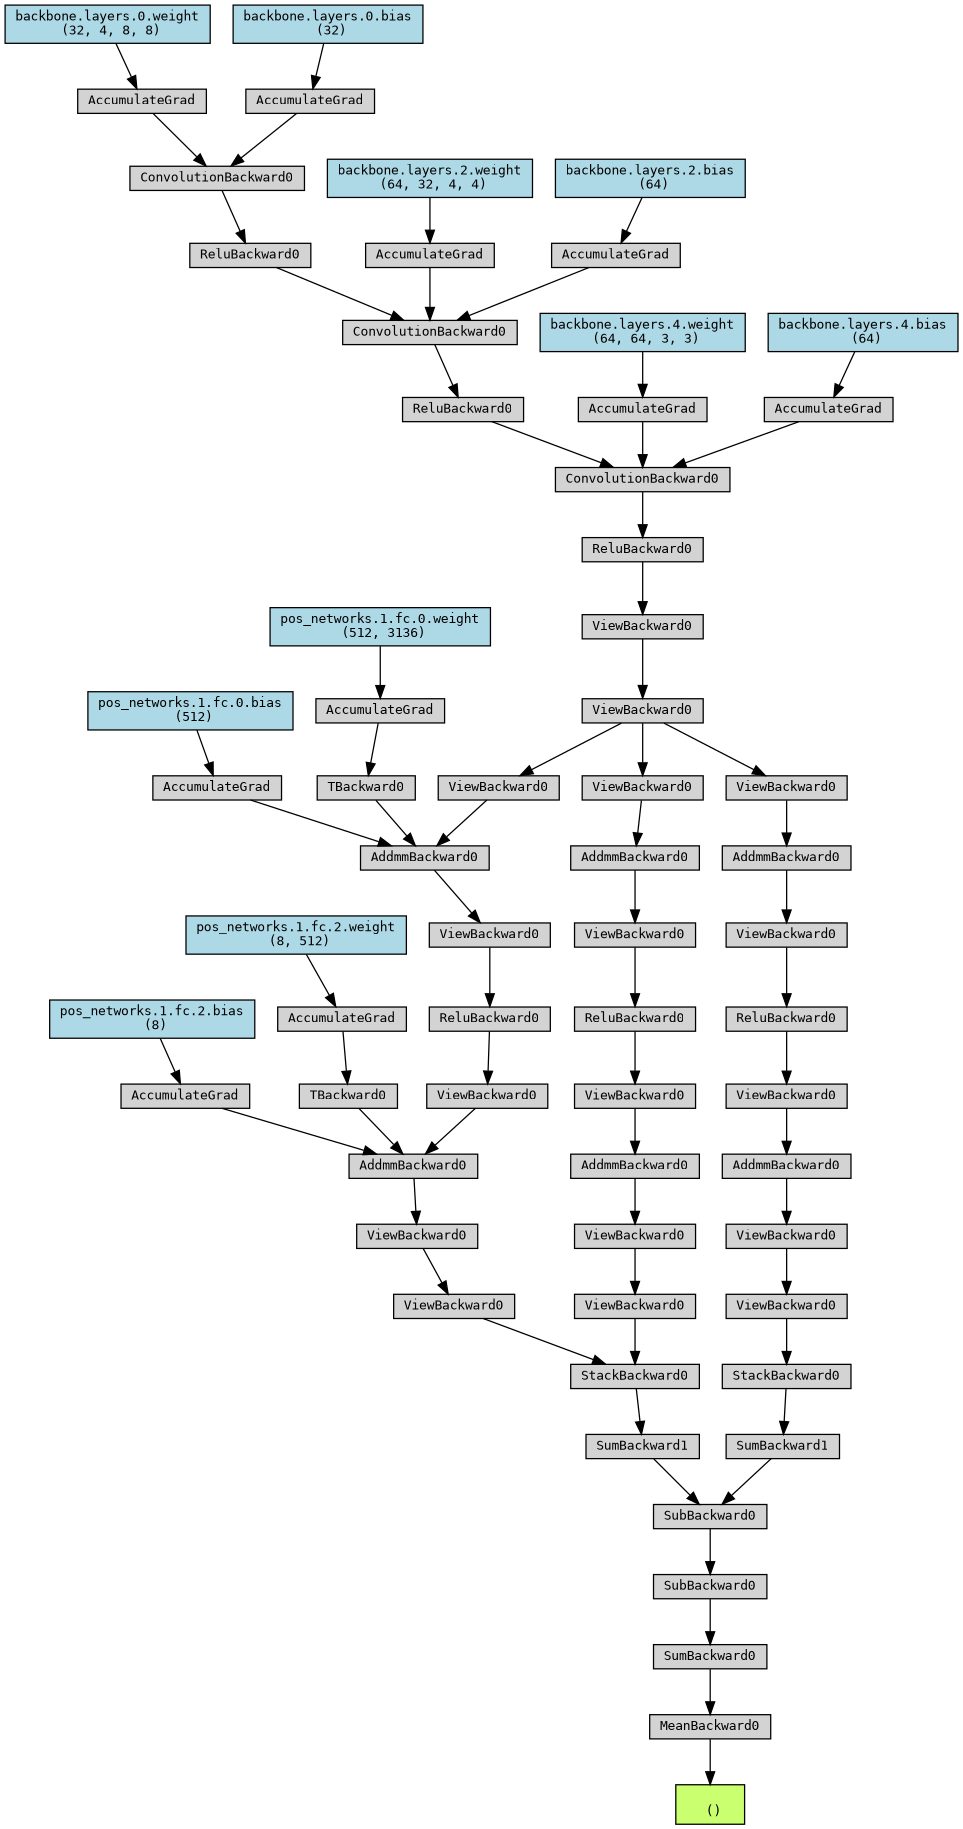 backbone.layers.0.weight
(32, 4, 8, 8)
backbone.layers.0.bias
(32)
AccumulateGrad
AccumulateGrad
ConvolutionBackward0
backbone.layers.2.weight
(64, 32, 4, 4)
backbone.layers.2.bias
(64)
ReluBackward0
AccumulateGrad
AccumulateGrad
ConvolutionBackward0
backbone.layers.4.weight
(64, 64, 3, 3)
backbone.layers.4.bias
(64)
ReluBackward0
AccumulateGrad
AccumulateGrad
ConvolutionBackward0
ReluBackward0
pos_networks.1.fc.0.weight
(512, 3136)
ViewBackward0
pos_networks.1.fc.0.bias
(512)
AccumulateGrad
ViewBackward0
AccumulateGrad
TBackward0
ViewBackward0
ViewBackward0
ViewBackward0
AddmmBackward0
AddmmBackward0
AddmmBackward0
pos_networks.1.fc.2.weight
(8, 512)
ViewBackward0
ViewBackward0
ViewBackward0
pos_networks.1.fc.2.bias
(8)
AccumulateGrad
ReluBackward0
ReluBackward0
ReluBackward0
AccumulateGrad
TBackward0
ViewBackward0
ViewBackward0
ViewBackward0
AddmmBackward0
AddmmBackward0
AddmmBackward0
ViewBackward0
ViewBackward0
ViewBackward0
ViewBackward0
ViewBackward0
ViewBackward0
StackBackward0
StackBackward0
SumBackward1
SumBackward1
SubBackward0
SubBackward0
SumBackward0
MeanBackward0
()